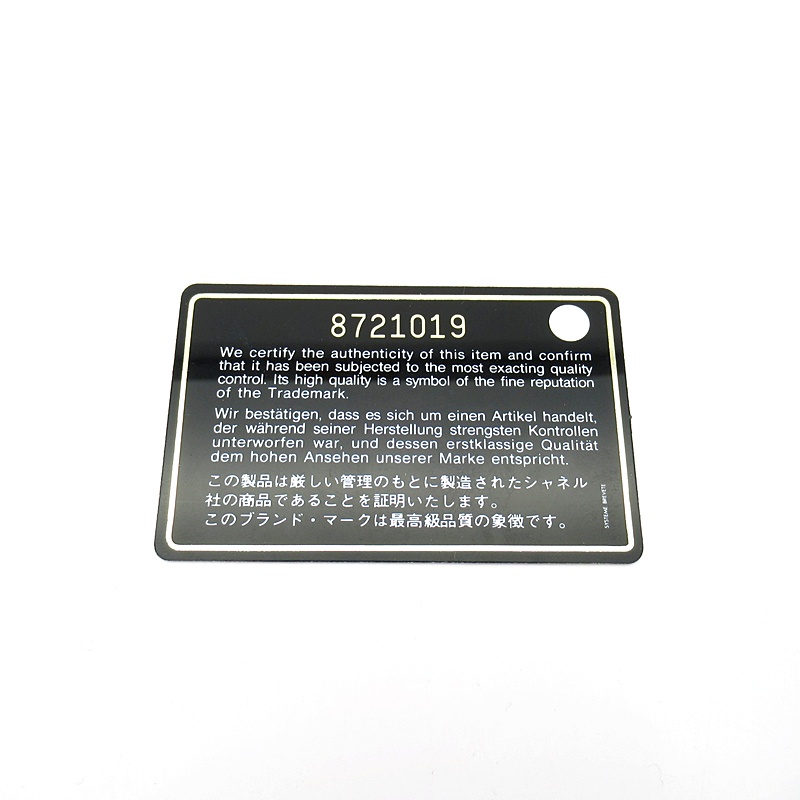 8721019
We certify the authenticity of this item and confirm
that it has been subjected to the most exacting quality
control. Its high quality is a symbol of the fine reputation
of the Trademark.
Wir bestätigen, dass es sich um einen Artikel handelt,
der während seiner Herstellung strengsten Kontrollen
unterworfen war, und dessen erstklassige Qualität
dem hohen Ansehen unserer Marke entspricht.
この製品は厳しい管理のもとに製造されたシャネル
社の商品であることを証明いたします。
このブランド・マークは最高級品質の象徴です。
SYSTEME BREVETE